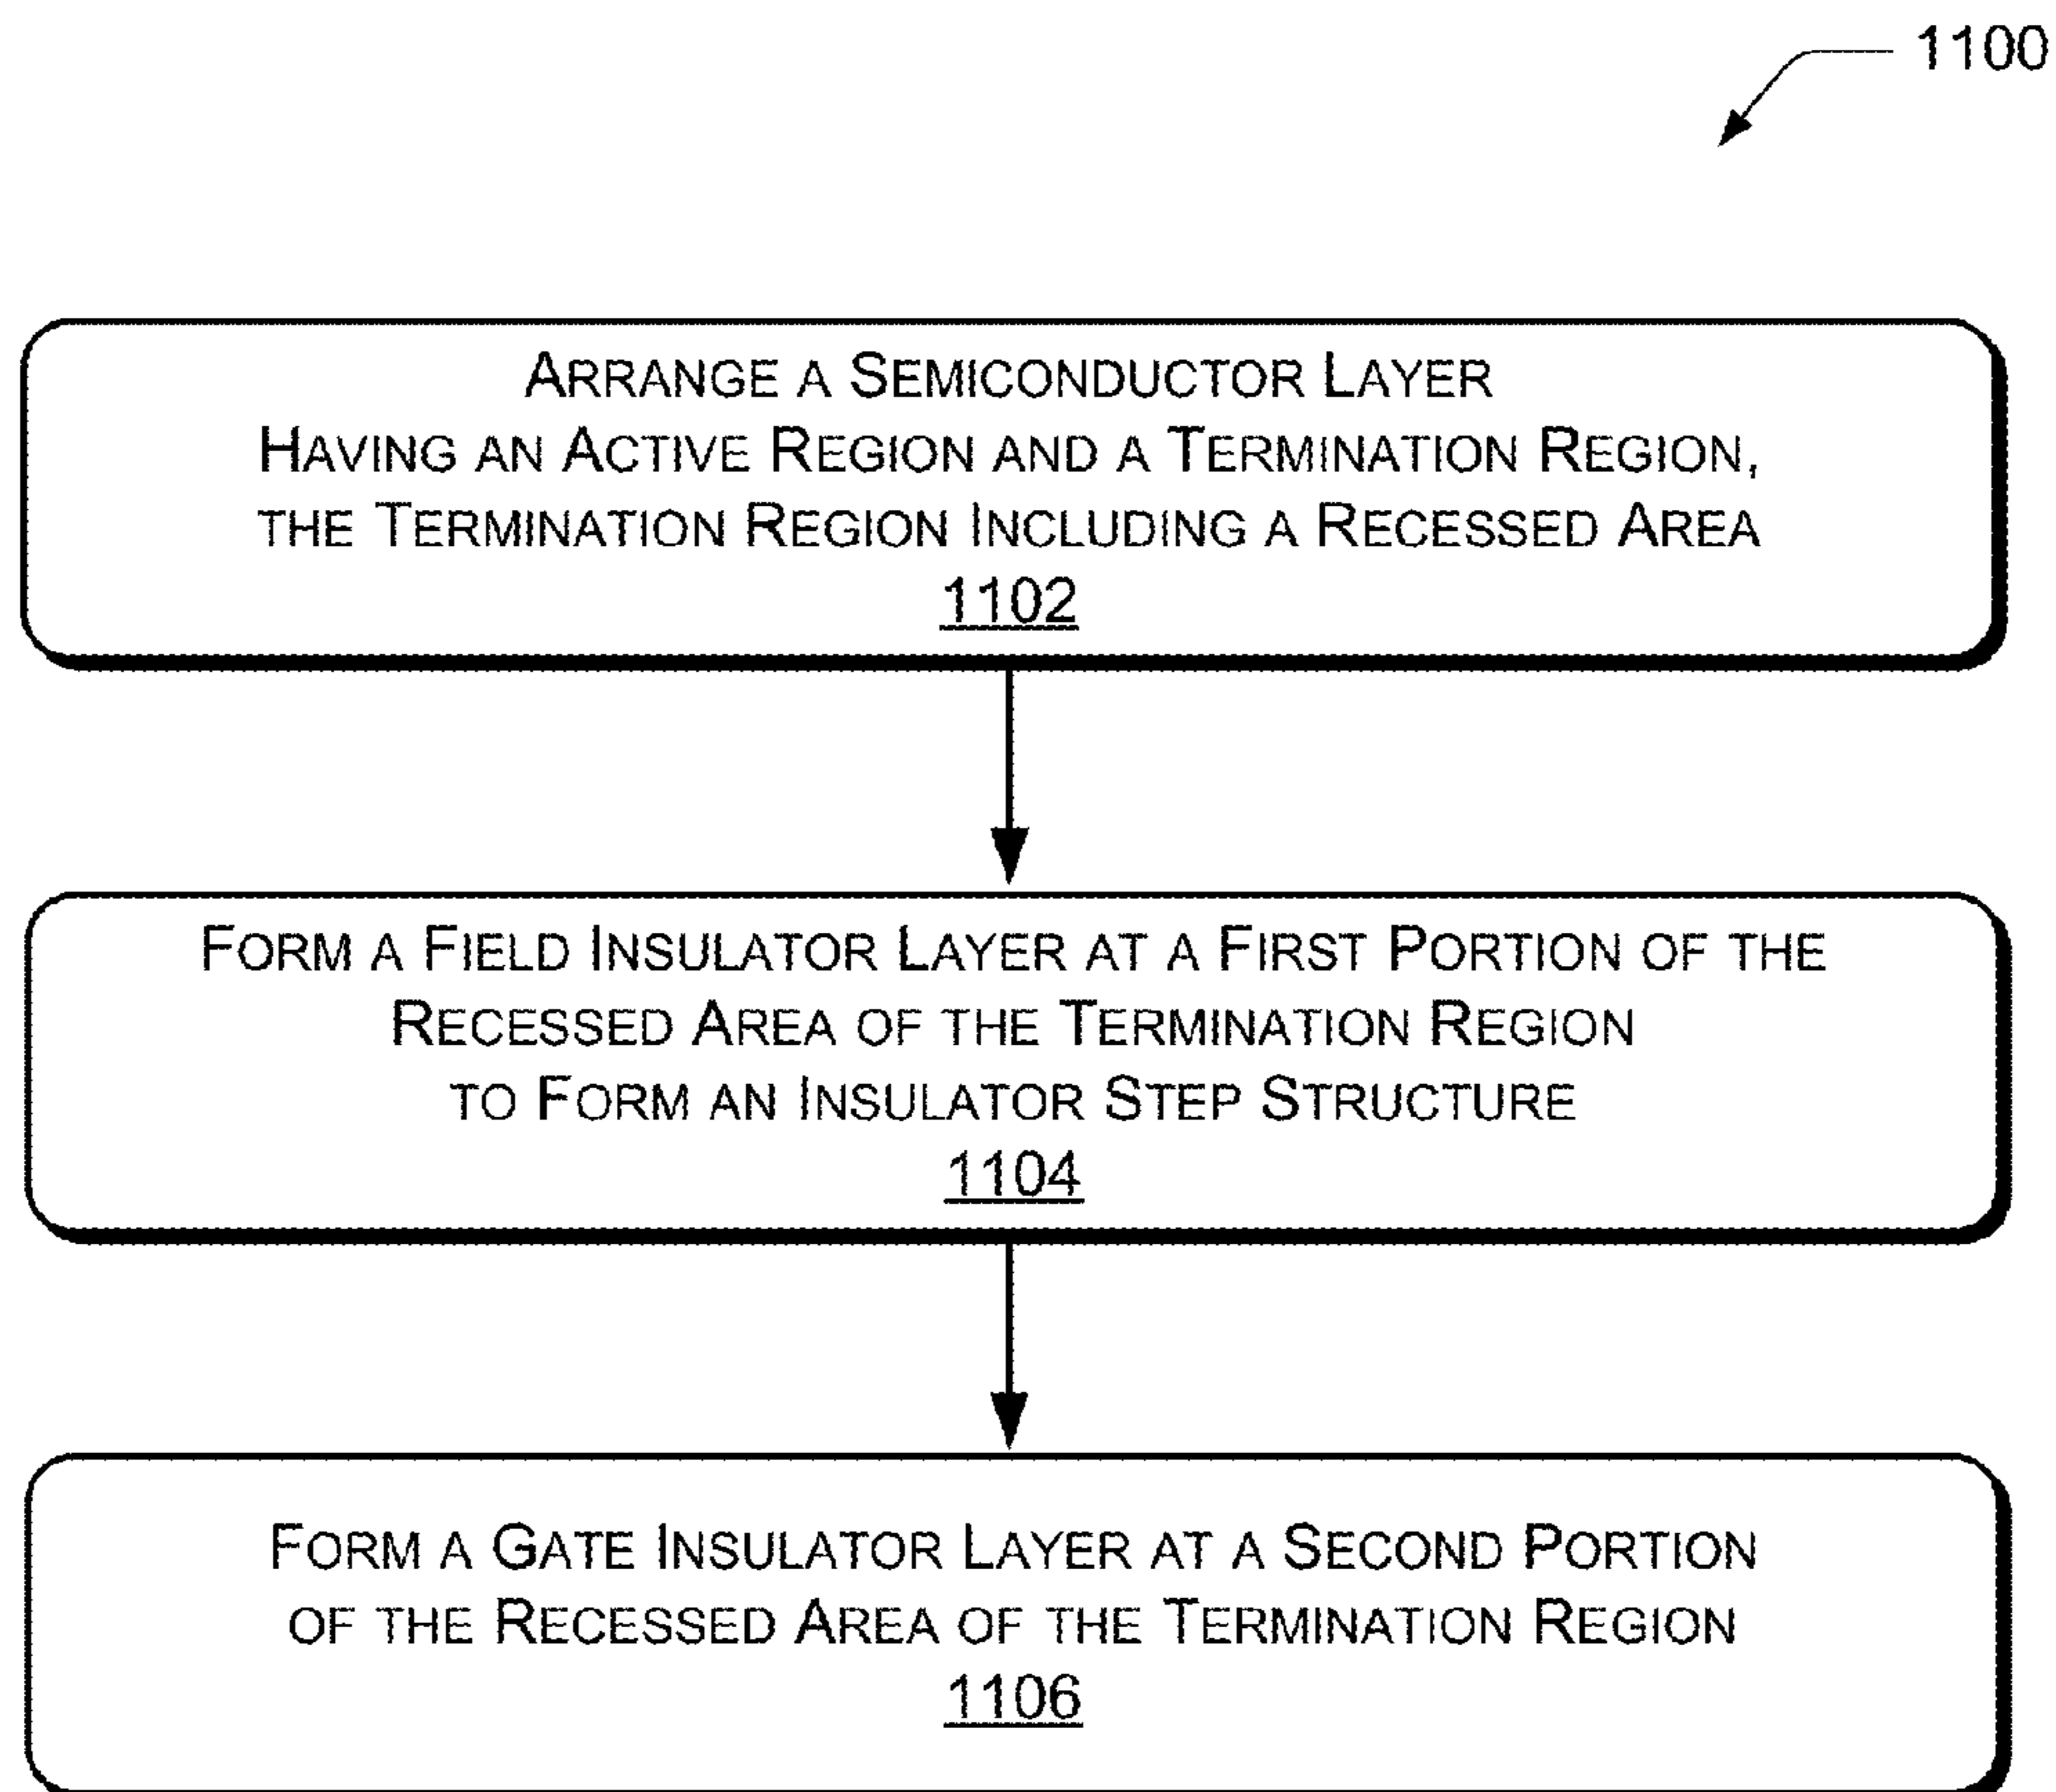 1100
ARRANGE A SEMICONDUCTOR LAYER
HAVING AN ACTIVE REGION AND A TERMINATION REGION,
THE TERMINATION REGION INCLUDING A RECESSED AREA
1102
FORM A FIELD INSULATOR LAYER AT A FIRST PORTION OF THE
RECESSED AREA OF THE TERMINATION REGION
TO FORM AN INSULATOR STEP STRUCTURE
1104
FORM A GATE INSULATOR LAYER AT A SECOND PORTION
OF THE RECESSED AREA OF THE TERMINATION REGION
1106